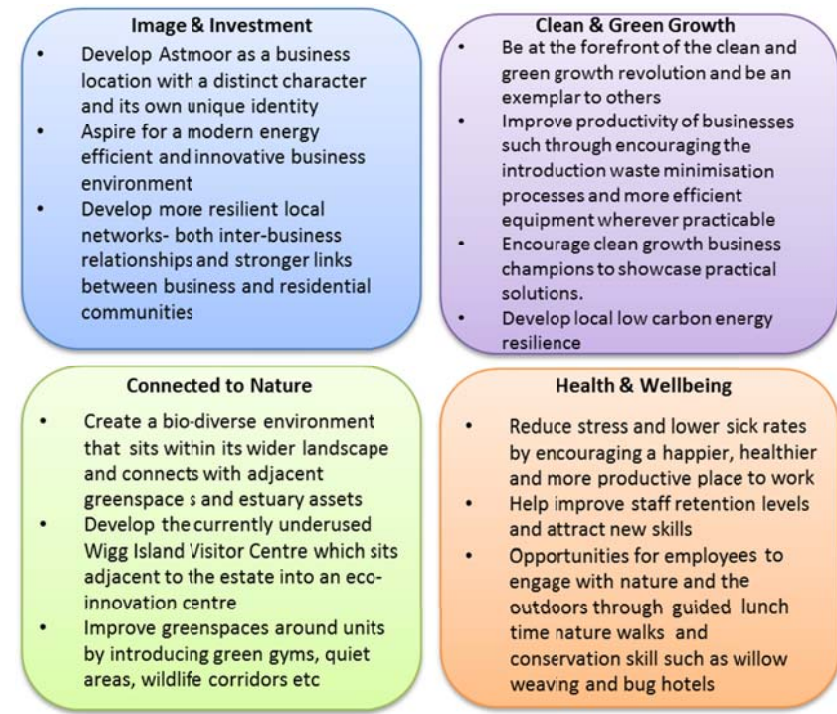 Image & Investment
• Develop Astmoor as a business
location with a distinct character
and its own unique identity
• Aspire for a modern energy
efficient and innovative business
environment
• Develop more resilient local
networks- both inter-business
relationships and stronger links
between business and residential
communities
Clean & Green Growth
• Be at the forefront of the clean and
green growth revolution and be an
exemplar to others
• Improve productivity of businesses
such through encouraging the
introduction waste minimisation
processes and more efficient
equipment wherever practicable
• Encourage clean growth business
champions to showcase practical
solutions.
• Develop local low carbon energy
resilience
Connected to Nature
• Create a bio-diverse environment
that sits within its wider landscape
and connects with adjacent
greenspaces and estuary assets
• Develop the currently underused
Wigg Island Visitor Centre which sits
adjacent to the estate into an eco-
innovation centre
• Improve greenspaces around units
by introducing green gyms, quiet
areas, wildlife corridors etc
Health & Wellbeing
• Reduce stress and lower sick rates
by encouraging a happier, healthier
and more productive place to work
• Help improve staff retention levels
and attract new skills
• Opportunities for employees to
engage with nature and the
outdoors through guided lunch
time nature walks and
conservation skill such as willow
weaving and bug hotels